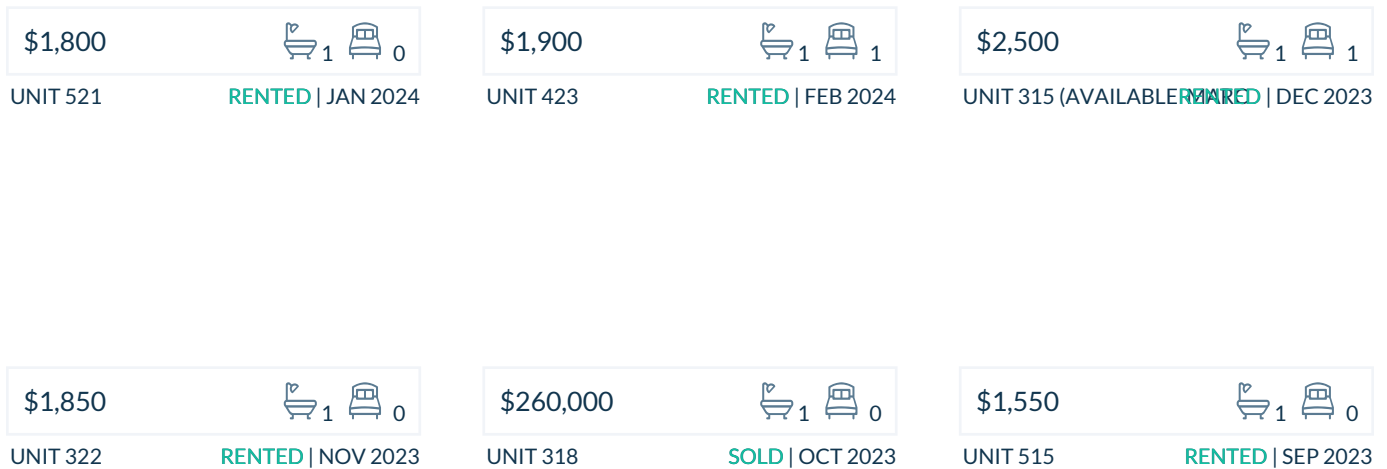 $1,800 1 0
$1,900 1 1
$2,500 1 1
UNIT 521 RENTED | JAN 2024
UNIT 423 RENTED | FEB 2024
UNIT 315 (AVAILABLE RENTED | DEC 2023
$1,850 1 0
$260,000 1 0
$1,550 1 0
UNIT 322 RENTED | NOV 2023
UNIT 318 SOLD | OCT 2023
UNIT 515 RENTED | SEP 2023